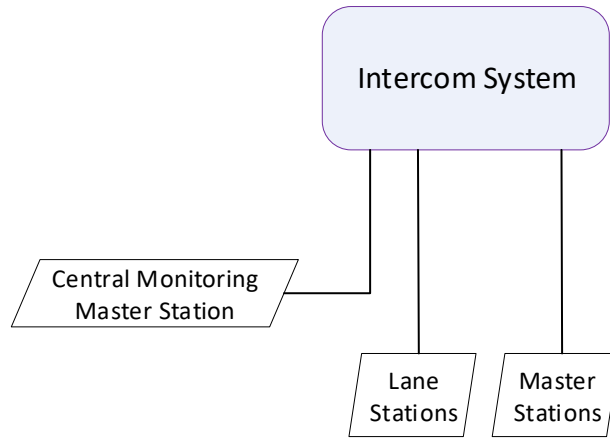 Intercom System
Central Monitoring
Master Station
Lane
Stations
Master
Stations